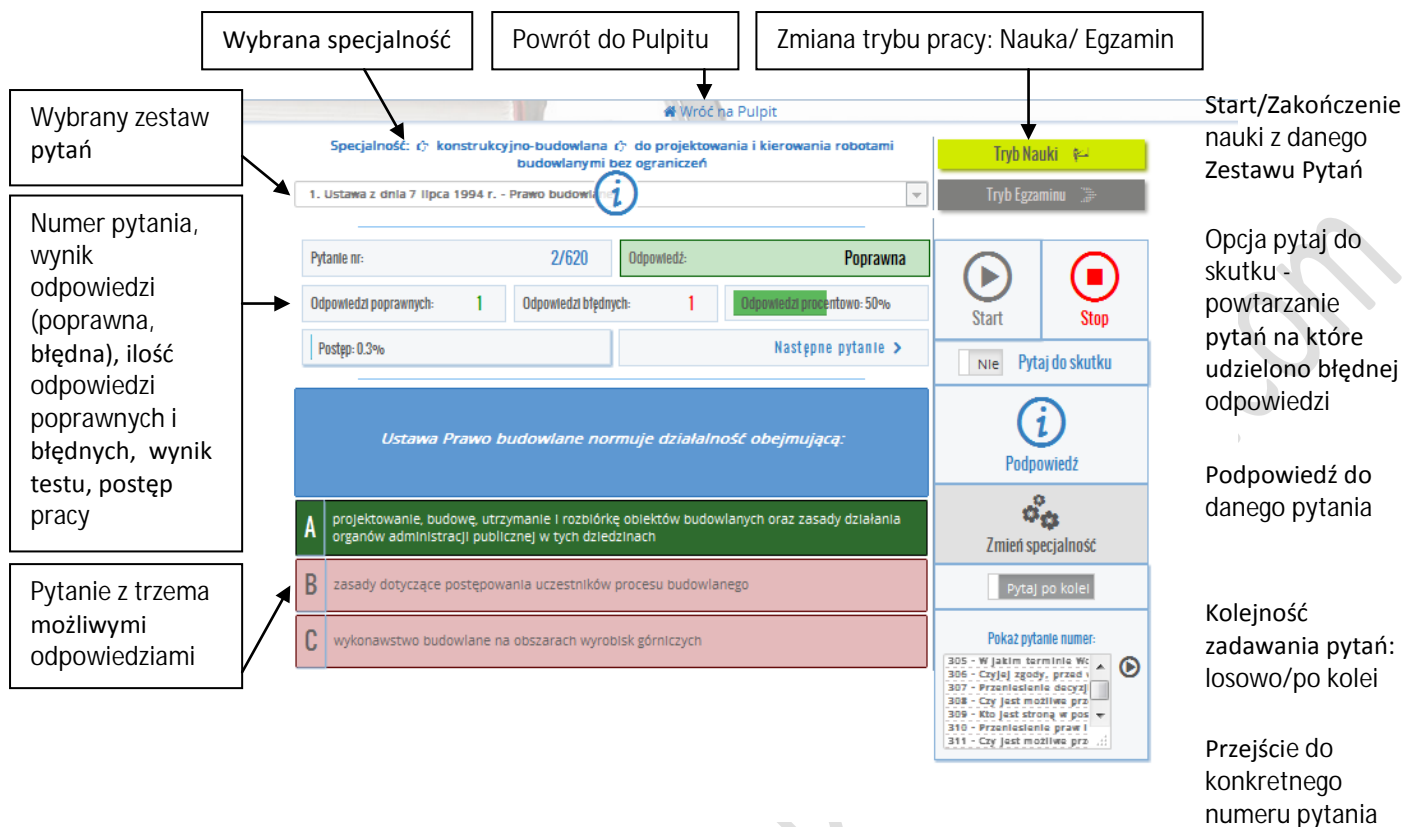 Wybrana specjalność
Powrót do Pulpitu
Zmiana trybu pracy: Nauka/ Egzamin
Wybrany zestaw
pytań
Numer pytania,
wynik
odpowiedzi
(poprawna,
błędna), ilość
odpowiedzi
poprawnych i
błędnych, wynik
testu, postęp
pracy
Pytanie z trzema
możliwymi
odpowiedziami
Wróć na Pulpit
Specjalność: konstrukcyjno-budowlana do projektowania i kierowania robotami
budowlanymi bez ograniczeń
1. Ustawa z dnia 7 lipca 1994 r. - Prawo budowlane
Pytanie nr: 2/620
Odpowiedź: Poprawna
Odpowiedzi poprawnych: 1
Odpowiedzi błędnych: 1
Odpowiedzi procentowo: 50%
Postęp: 0.3%
Następne pytanie
Ustawa Prawo budowlane normuje działalność obejmującą:
A projektowanie, budowę, utrzymanie i rozbiórkę obiektów budowlanych oraz zasady działania
organów administracji publicznej w tych dziedzinach
B zasady dotyczące postępowania uczestników procesu budowlanego
C wykonawstwo budowlane na obszarach wyrobisk górniczych
Tryb Nauki
Tryb Egzaminu
Start
Stop
Nie Pytaj do skutku
Podpowiedź
Zmień specjalność
Pytaj po kolei
Pokaż pytanie numer:
305 - W jakim terminie Wo
306 - Czyjej zgody, przed
307 - Przeniesienie decyzj
308 - Czy jest możliwe prz
309 - Kto jest stroną w pos
310 - Przeniesienie praw i
311 - Czy jest możliwe prz
Start/Zakończenie
nauki z danego
Zestawu Pytań
Opcja pytaj do
skutku -
powtarzanie
pytań na które
udzielono błędnej
odpowiedzi
Podpowiedź do
danego pytania
Kolejność
zadawania pytań:
losowo/po kolei
Przejście do
konkretnego
numeru pytania
.com